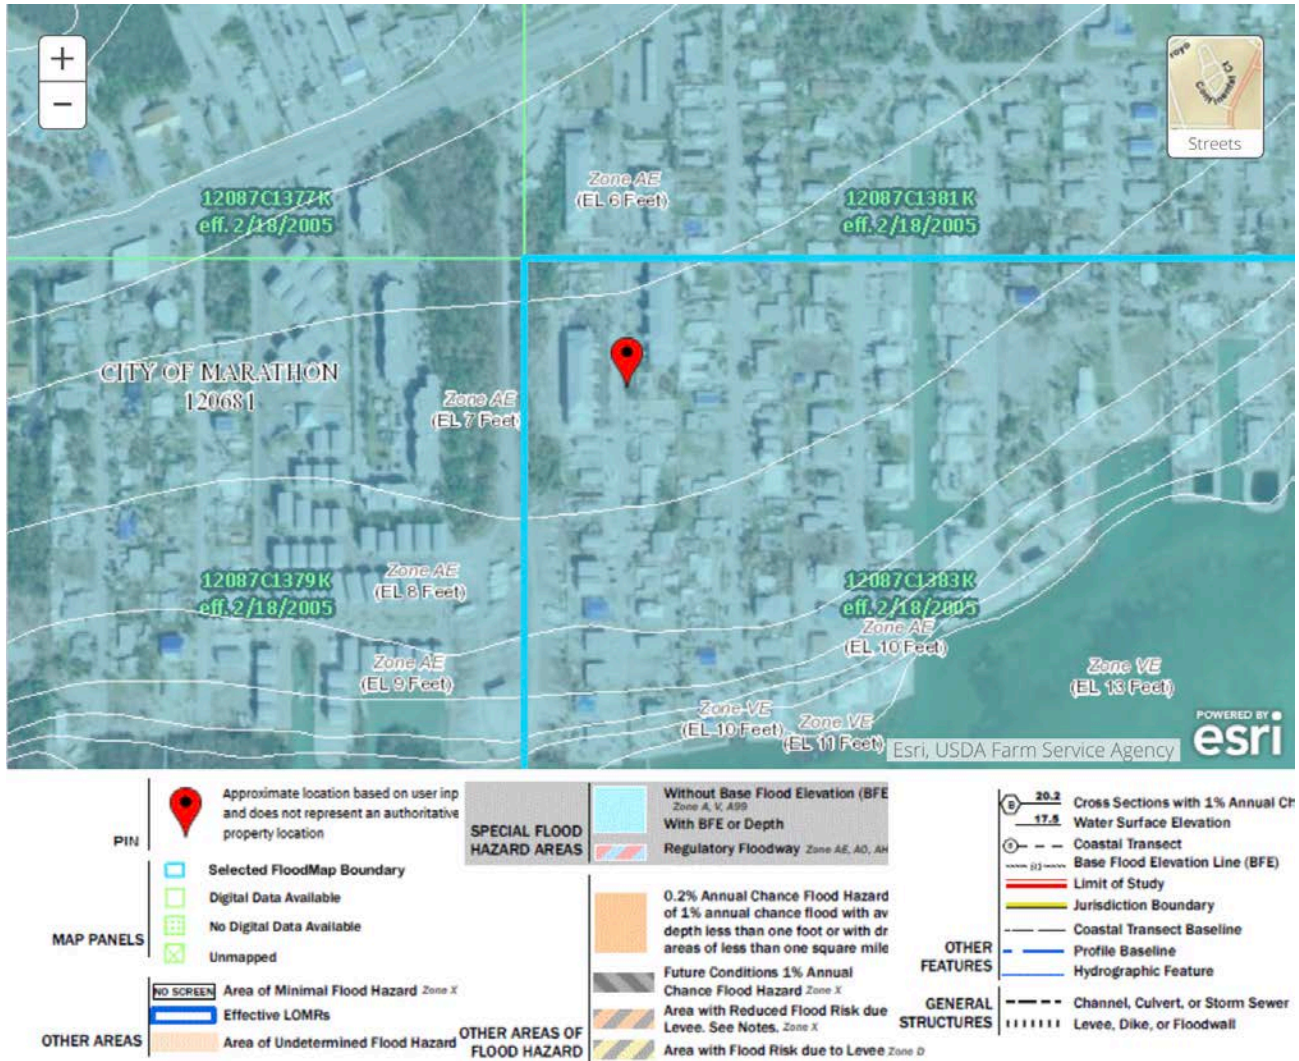 +
−
royo
Continental Ct
Streets
Zone AE
(EL 6 Feet)
12087C1377K
eff. 2/18/2005
12087C1381K
eff. 2/18/2005
CITY OF MARATHON
120681
Zone AE
(EL 7 Feet)
Zone AE
(EL 8 Feet)
12087C1379K
eff. 2/18/2005
12087C1383K
eff. 2/18/2005
Zone AE
(EL 10 Feet)
Zone AE
(EL 9 Feet)
Zone VE
(EL 13 Feet)
Zone VE
(EL 10 Feet)
Zone VE
(EL 11 Feet)
Esri, USDA Farm Service Agency
POWERED BY
esri
PIN
Approximate location based on user inp
and does not represent an authoritative
property location
MAP PANELS
Selected FloodMap Boundary
Digital Data Available
No Digital Data Available
Unmapped
OTHER AREAS
NO SCREEN Area of Minimal Flood Hazard Zone X
Effective LOMRs
Area of Undetermined Flood Hazard
SPECIAL FLOOD
HAZARD AREAS
Without Base Flood Elevation (BFE
Zone A, V, A99
With BFE or Depth
Regulatory Floodway Zone AE, AO, AH
OTHER AREAS OF
FLOOD HAZARD
0.2% Annual Chance Flood Hazard
of 1% annual chance flood with av
depth less than one foot or with dr
areas of less than one square mile
Future Conditions 1% Annual
Chance Flood Hazard Zone X
Area with Reduced Flood Risk due
Levee. See Notes. Zone X
Area with Flood Risk due to Levee Zone D
OTHER
FEATURES
20.2 Cross Sections with 1% Annual Ch
17.5 Water Surface Elevation
Coastal Transect
Base Flood Elevation Line (BFE)
Limit of Study
Jurisdiction Boundary
Coastal Transect Baseline
Profile Baseline
Hydrographic Feature
GENERAL
STRUCTURES
Channel, Culvert, or Storm Sewer
Levee, Dike, or Floodwall